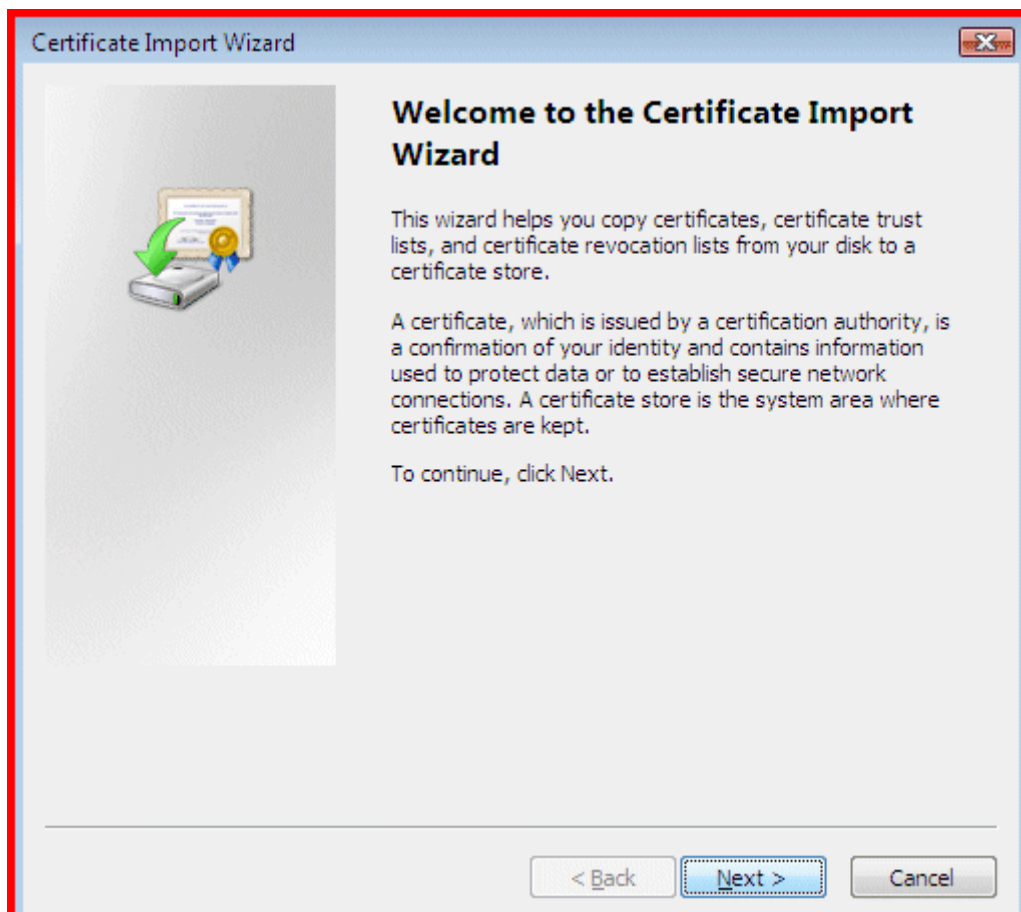 Certificate Import Wizard
Welcome to the Certificate Import
Wizard
This wizard helps you copy certificates, certificate trust
lists, and certificate revocation lists from your disk to a
certificate store.
A certificate, which is issued by a certification authority, is
a confirmation of your identity and contains information
used to protect data or to establish secure network
connections. A certificate store is the system area where
certificates are kept.
To continue, click Next.
< Back Next > Cancel